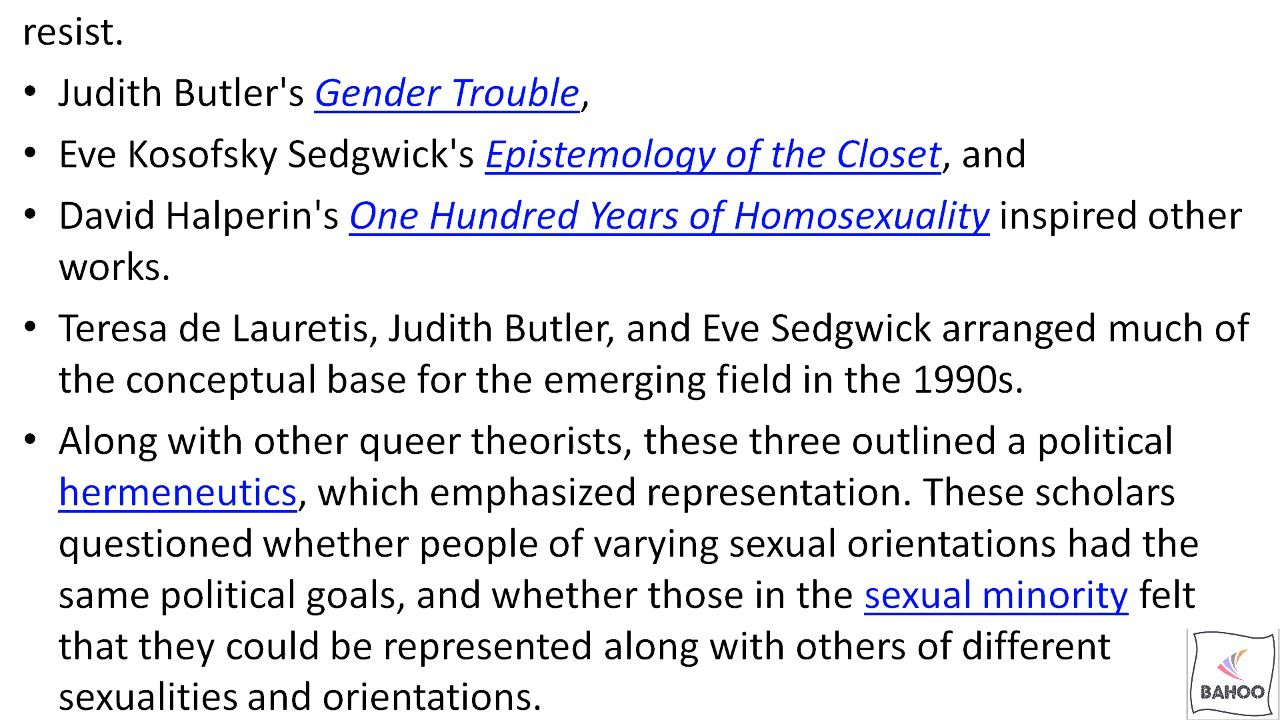 resist.
• Judith Butler's Gender Trouble,
• Eve Kosofsky Sedgwick's Epistemology of the Closet, and
• David Halperin's One Hundred Years of Homosexuality inspired other
works.
• Teresa de Lauretis, Judith Butler, and Eve Sedgwick arranged much of
the conceptual base for the emerging field in the 1990s.
• Along with other queer theorists, these three outlined a political
hermeneutics, which emphasized representation. These scholars
questioned whether people of varying sexual orientations had the
same political goals, and whether those in the sexual minority felt
that they could be represented along with others of different
sexualities and orientations.
BAHOO